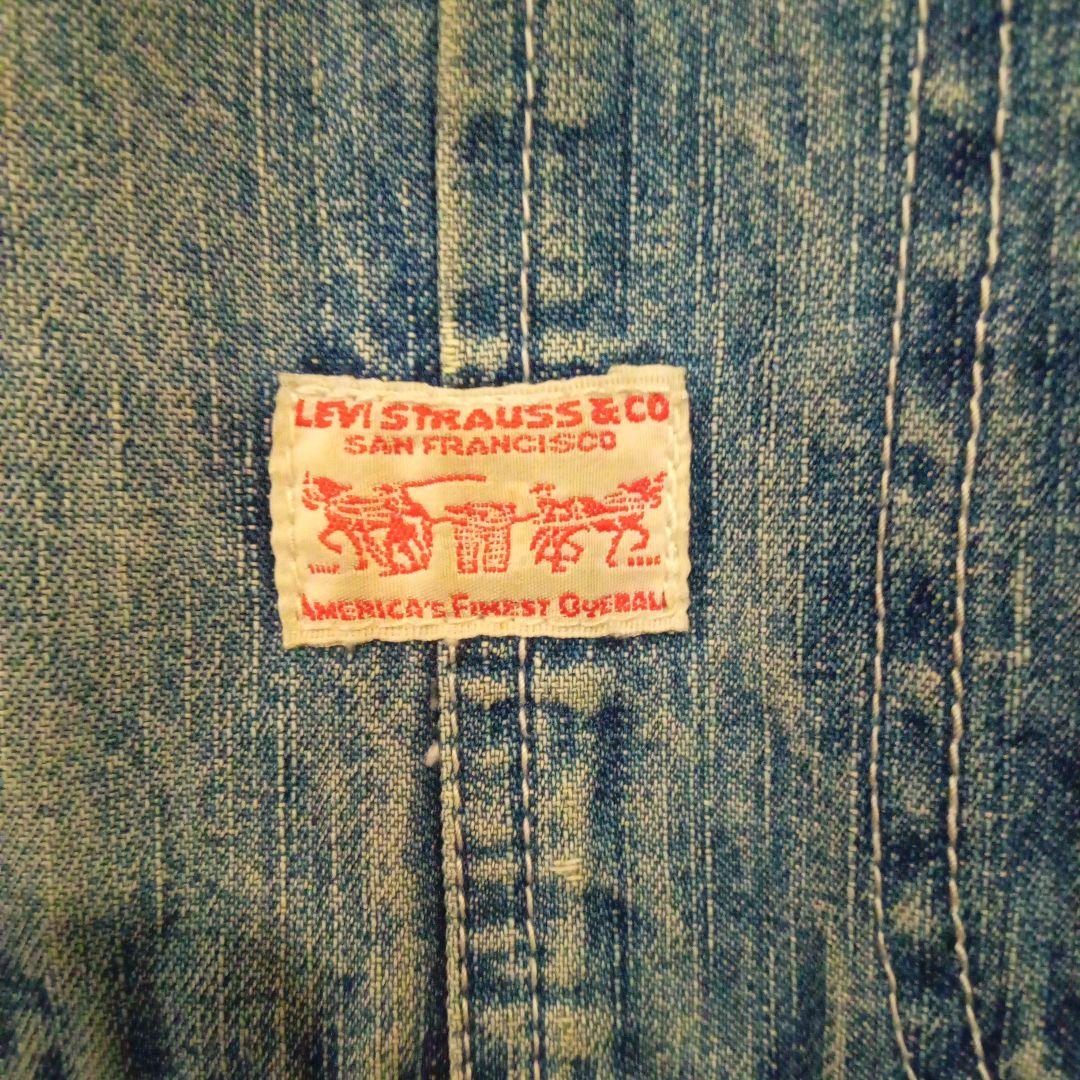 LEVI STRAUSS & CO
SAN FRANCISCO
AMERICA'S FINEST OVERALL